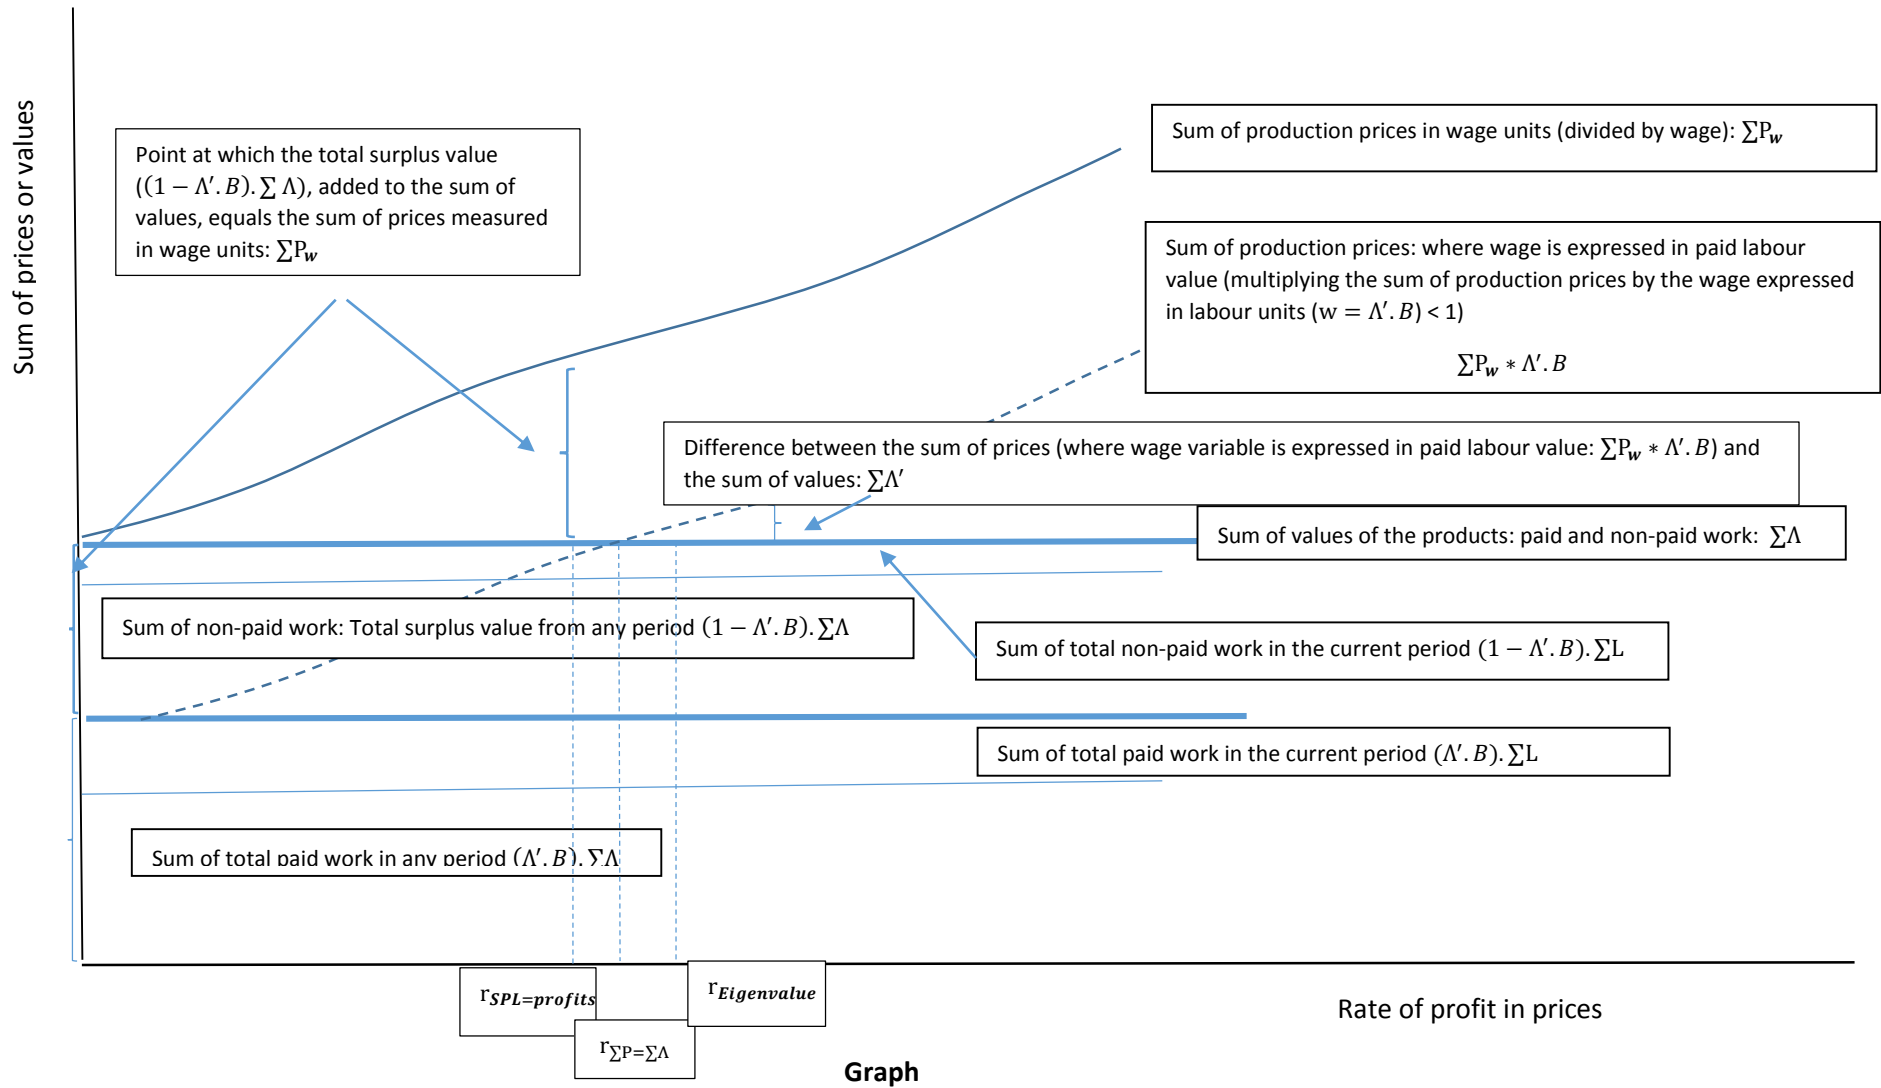 Sum of prices or values
Point at which the total surplus value
((1 − Λ′. B). ∑ Λ), added to the sum of
values, equals the sum of prices measured
in wage units: ∑P𝒘
Sum of production prices in wage units (divided by wage): ∑P𝒘
Sum of production prices: where wage is expressed in paid labour
value (multiplying the sum of production prices by the wage expressed
in labour units (w = Λ′. B) < 1)
∑P𝒘 ∗ Λ′. B
Difference between the sum of prices (where wage variable is expressed in paid labour value: ∑P𝒘 ∗ Λ′. B) and
the sum of values: ∑Λ′
Sum of values of the products: paid and non-paid work: ∑Λ
Sum of non-paid work: Total surplus value from any period (1 − Λ′. B). ∑Λ
Sum of total non-paid work in the current period (1 − Λ′. B). ∑L
Sum of total paid work in the current period (Λ′. B). ∑L
Sum of total paid work in any period (Λ′. B). ∑Λ
r𝑺𝑷𝑳=𝒑𝒓𝒐𝒇𝒊𝒕𝒔
r𝑬𝒊𝒈𝒆𝒏𝒗𝒂𝒍𝒖𝒆
r∑P=∑Λ
Rate of profit in prices
Graph